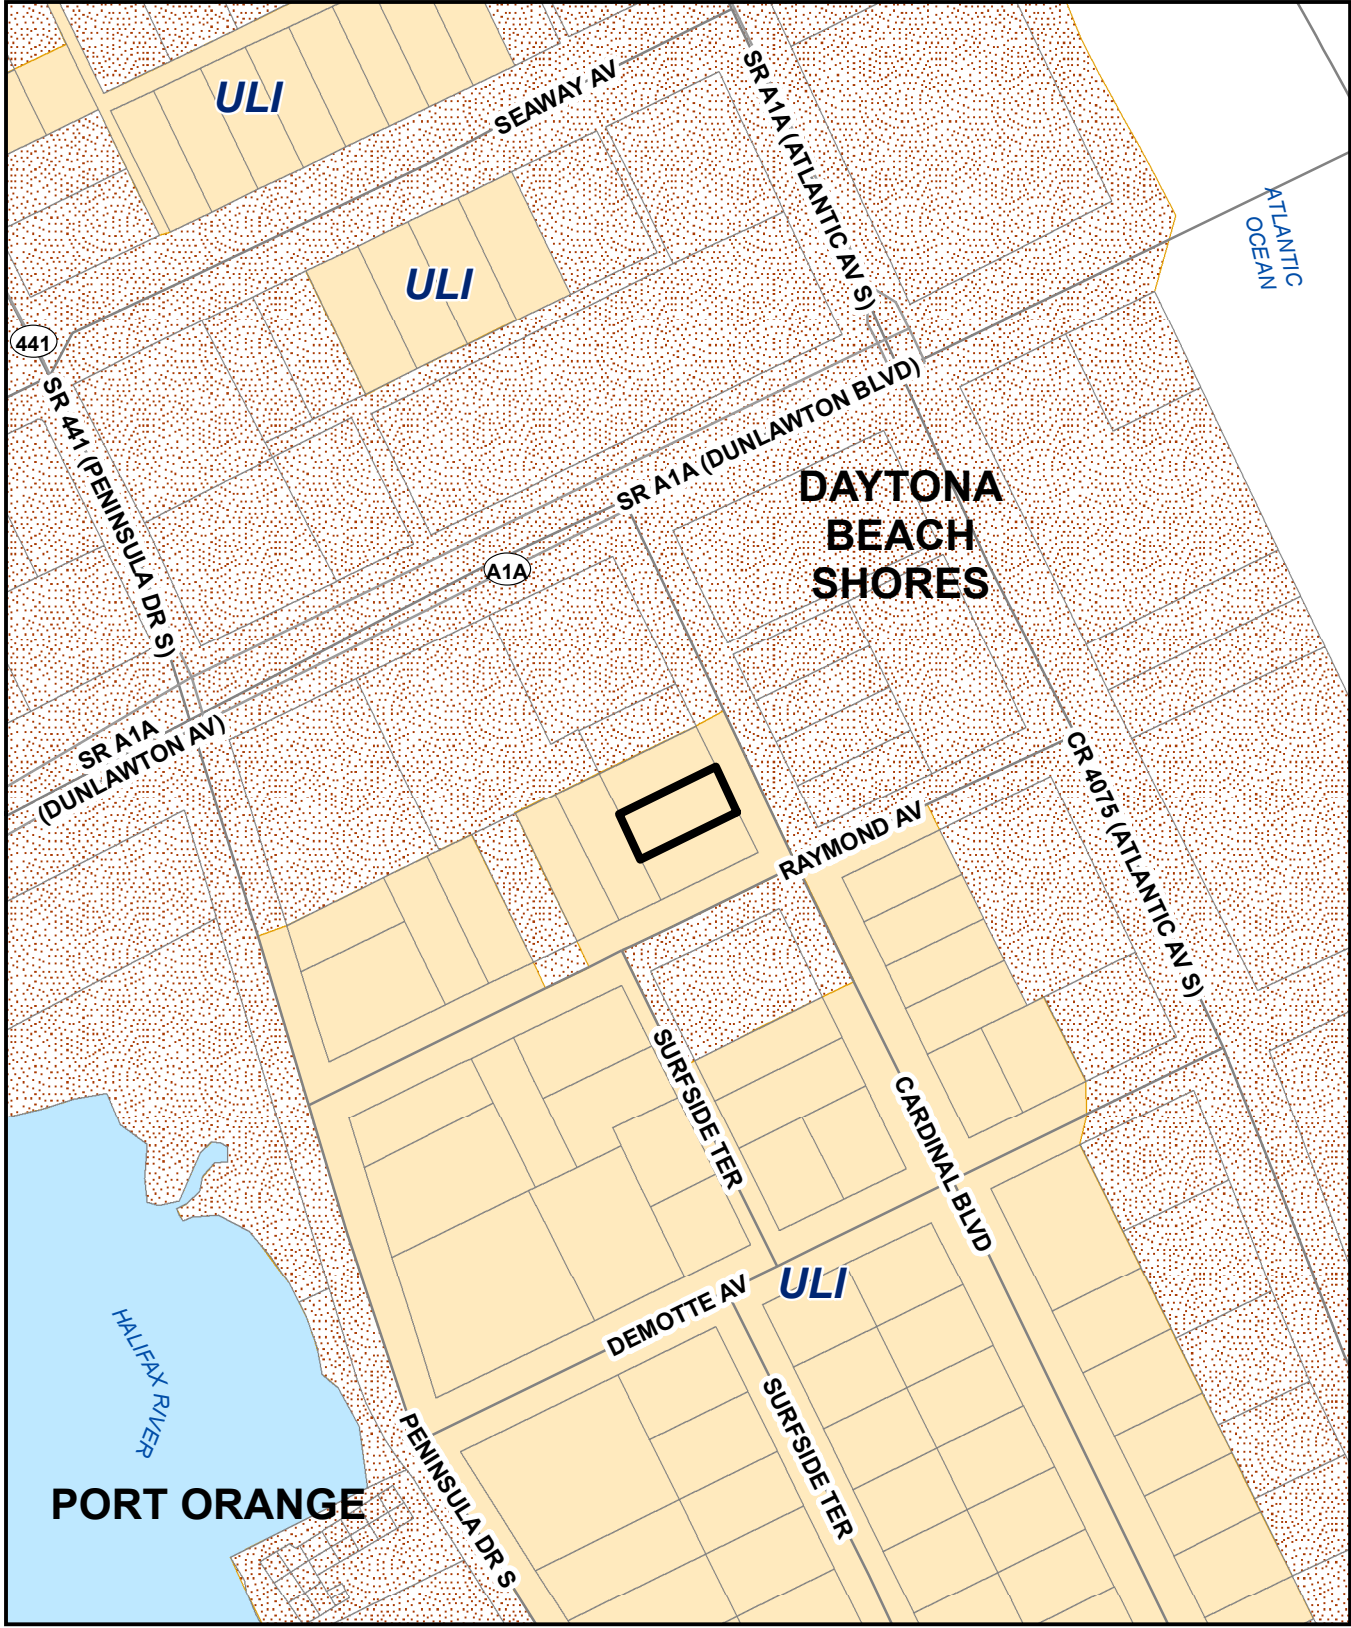 ULI
SEAWAY AV
SR A1A (ATLANTIC AV S)
ATLANTIC
OCEAN
ULI
441
SR 441 (PENINSULA DR S)
SR A1A (DUNLAWTON BLVD)
DAYTONA
BEACH
SHORES
A1A
SR A1A
(DUNLAWTON AV)
CR 4075 (ATLANTIC AV S)
RAYMOND AV
SURFSIDE TER
CARDINAL BLVD
ULI
DEMOTTE AV
HALIFAX RIVER
SURFSIDE TER
PENINSULA DR S
PORT ORANGE